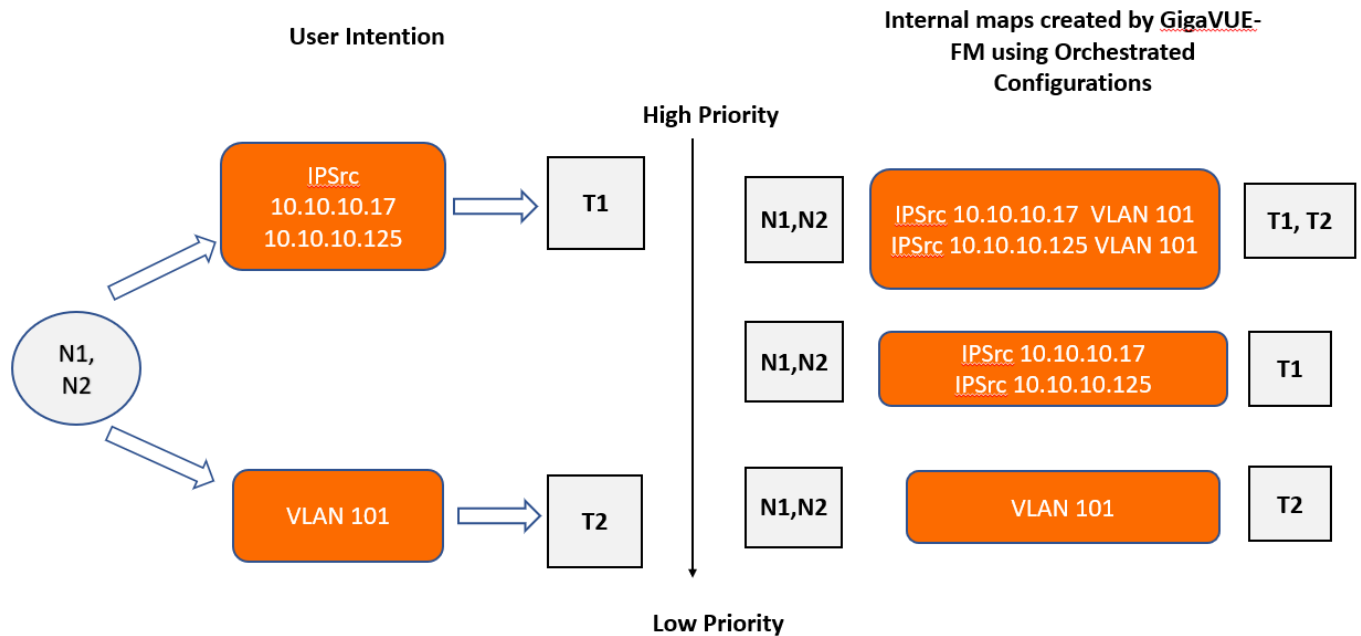 User Intention
IPSrc
10.10.10.17
10.10.10.125
T1
N1,
N2
VLAN 101
T2
High Priority
Low Priority
Internal maps created by GigaVUE-
FM using Orchestrated
Configurations
N1,N2
IPSrc 10.10.10.17 VLAN 101
IPSrc 10.10.10.125 VLAN 101
T1, T2
N1,N2
IPSrc 10.10.10.17
IPSrc 10.10.10.125
T1
N1,N2
VLAN 101
T2